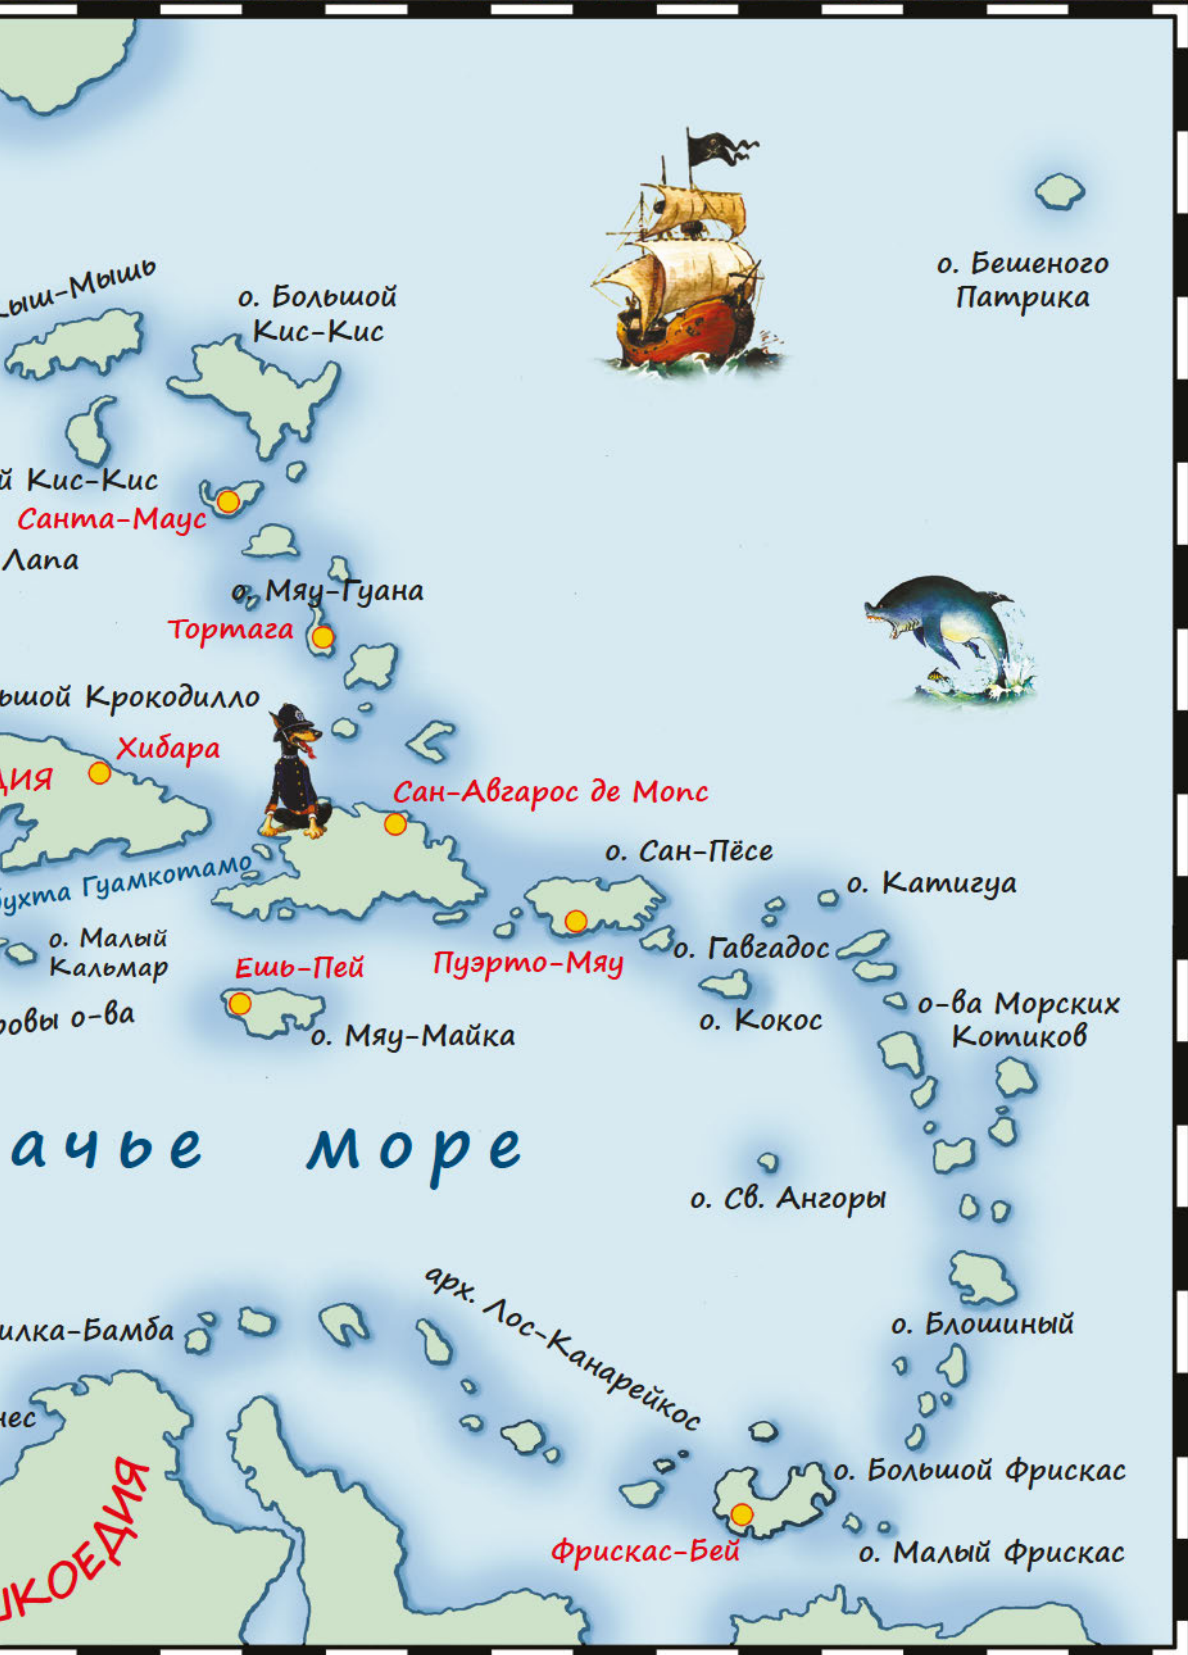 о. Бешеного
Патрика
ыш-Мышь
о. Большой
Кис-Кис
й Кис-Кис
Санта-Маус
Лапа
о. Мяу-Гуана
Тортага
ьшой Крокодилло
Хибара
ДИЯ
Сан-Авгарос де Мопс
о. Сан-Пёсе
бухта Гуамкотамо
о. Катигуа
о. Малый
Кальмар
Ешь-Пей
Пуэрто-Мяу
о. Гавгадос
ровы о-ва
о. Мяу-Майка
о. Кокос
о-ва Морских
Котиков
ачье море
о. Св. Ангоры
арх. Лос-Канарейкос
илка-Бамба
о. Блошиный
нес
КОЕДИЯ
о. Большой Фрискас
Фрискас-Бей
о. Малый Фрискас